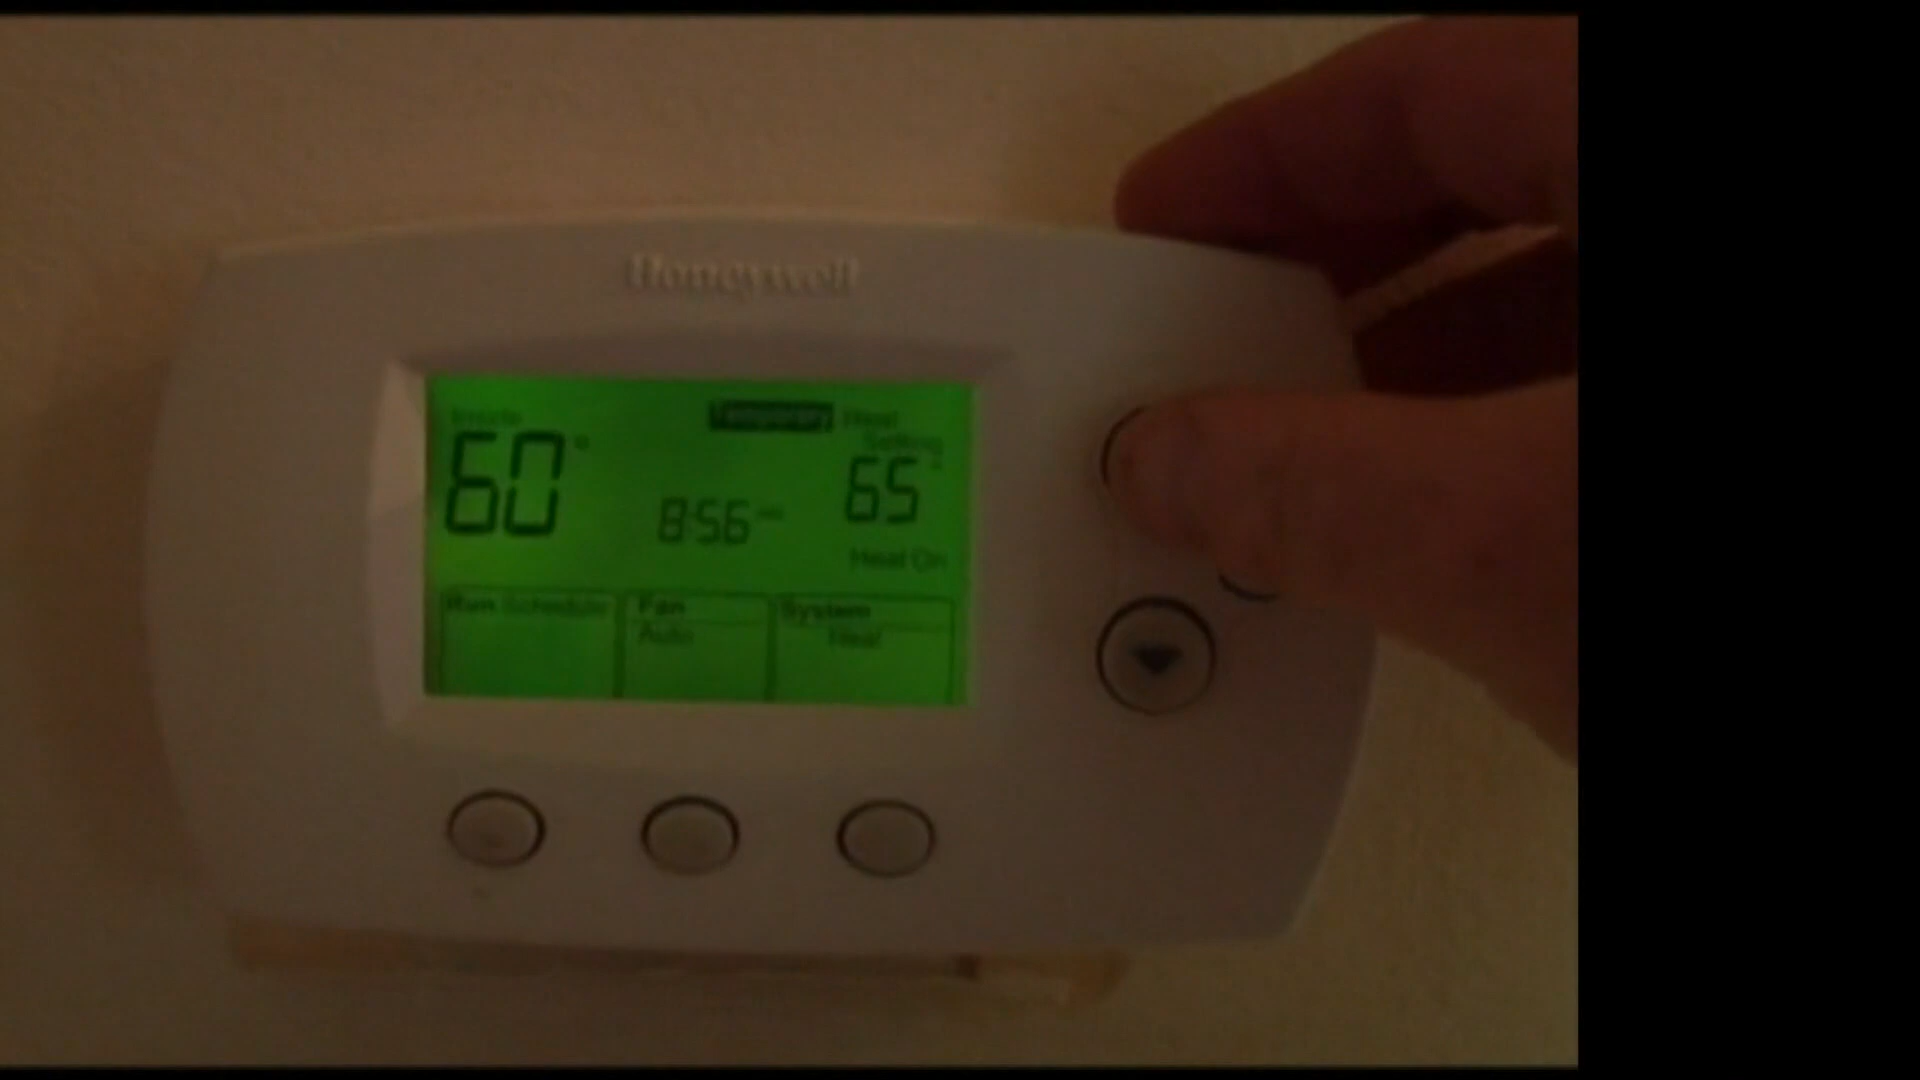 Honeywell
Inside
Temporary Heat
Setting
60°
65°
8:56
Heat On
Run Schedule
Fan
System
Auto
Heat